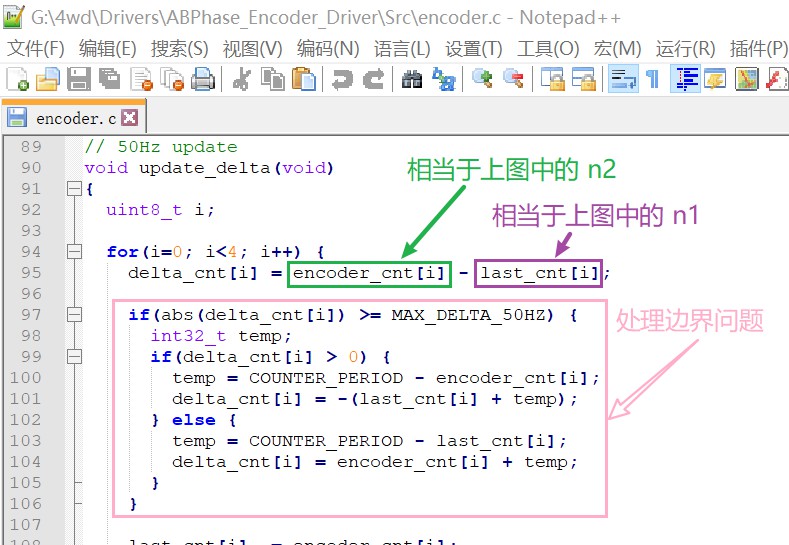 G:\4wd\Drivers\ABPhase_Encoder_Driver\Src\encoder.c - Notepad++
文件(F) 编辑(E) 搜索(S) 视图(V) 编码(N) 语言(L) 设置(T) 工具(O) 宏(M) 运行(R) 插件(P)
encoder.c
89 // 50Hz update
90 void update_delta(void)
相当于上图中的 n2
91 {
92 uint8_t i;
相当于上图中的 n1
93
94 for(i=0; i<4; i++) {
95 delta_cnt[i] = encoder_cnt[i] - last_cnt[i];
96
97 if(abs(delta_cnt[i]) >= MAX_DELTA_50HZ) {
处理边界问题
98 int32_t temp;
99 if(delta_cnt[i] > 0) {
100 temp = COUNTER_PERIOD - encoder_cnt[i];
101 delta_cnt[i] = -(last_cnt[i] + temp);
102 } else {
103 temp = COUNTER_PERIOD - last_cnt[i];
104 delta_cnt[i] = encoder_cnt[i] + temp;
105 }
106 }
107
108 last_cnt[i] = encoder_cnt[i];